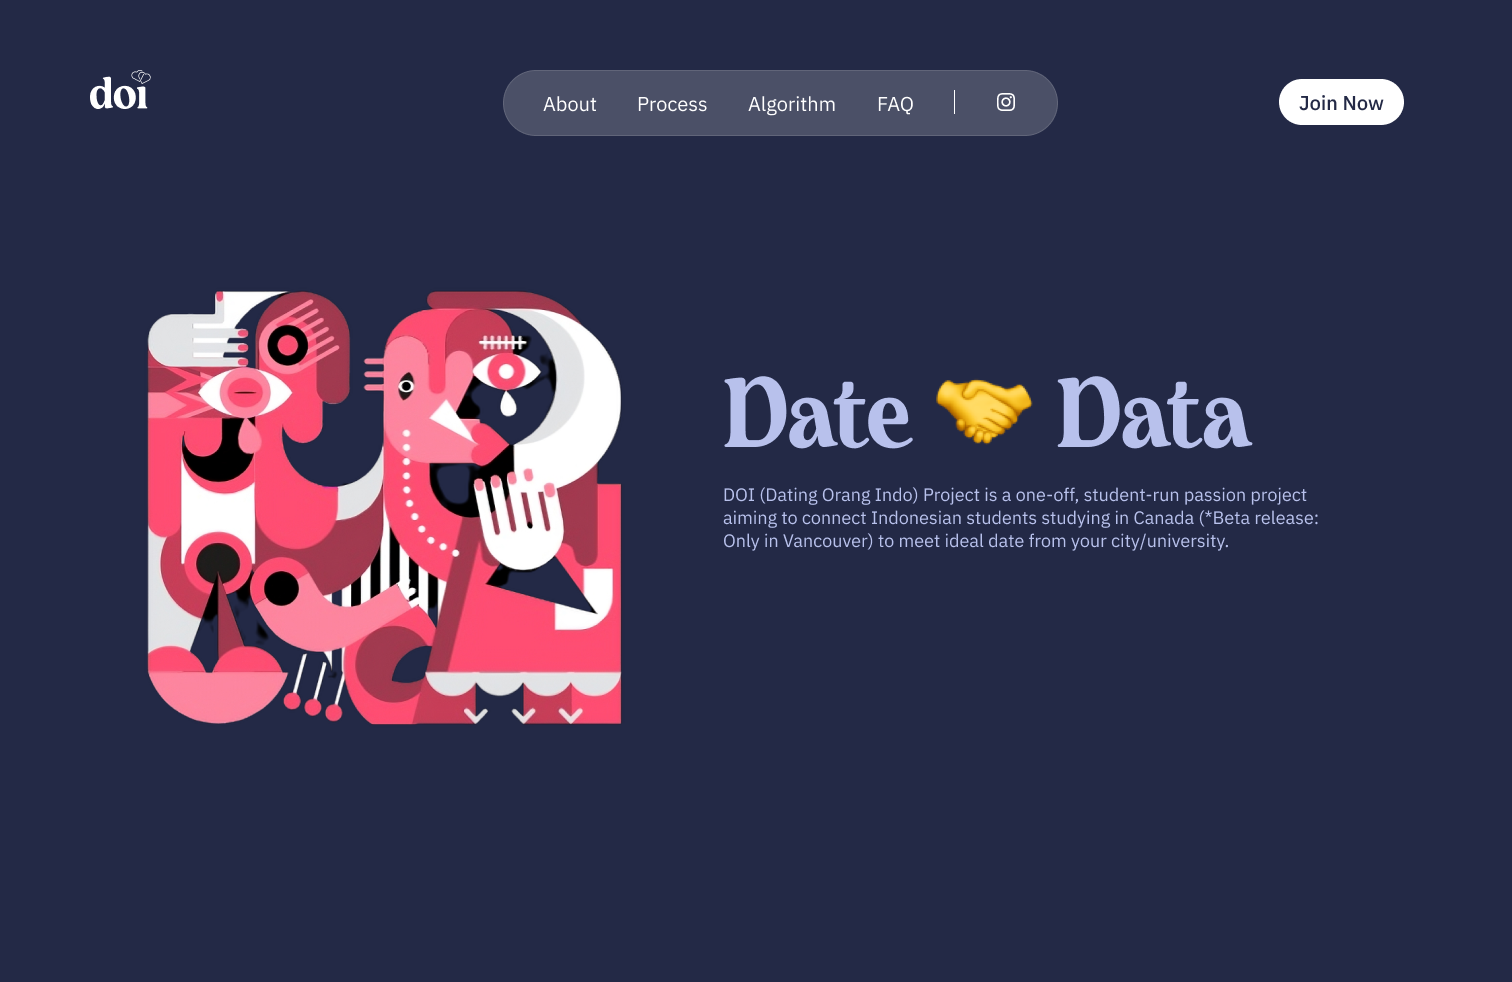 doi
About Process Algorithm FAQ
Join Now
Date 🤝 Data
DOI (Dating Orang Indo) Project is a one-off, student-run passion project
aiming to connect Indonesian students studying in Canada (*Beta release:
Only in Vancouver) to meet ideal date from your city/university.